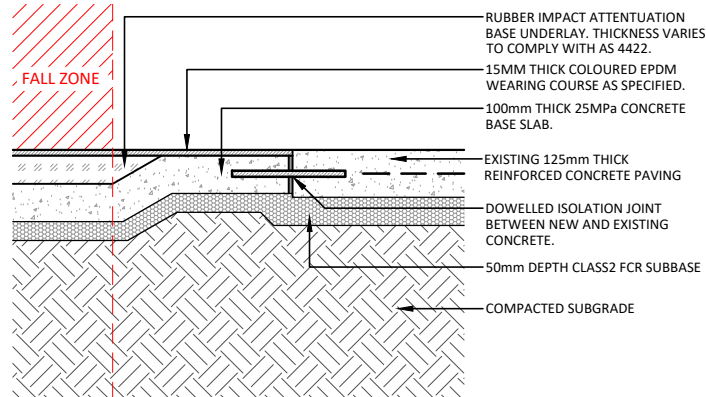 FALL ZONE
RUBBER IMPACT ATTENTUATION
BASE UNDERLAY. THICKNESS VARIES
TO COMPLY WITH AS 4422.
15MM THICK COLOURED EPDM
WEARING COURSE AS SPECIFIED.
100mm THICK 25MPa CONCRETE
BASE SLAB.
EXISTING 125mm THICK
REINFORCED CONCRETE PAVING
DOWELLED ISOLATION JOINT
BETWEEN NEW AND EXISTING
CONCRETE.
50mm DEPTH CLASS2 FCR SUBBASE
COMPACTED SUBGRADE